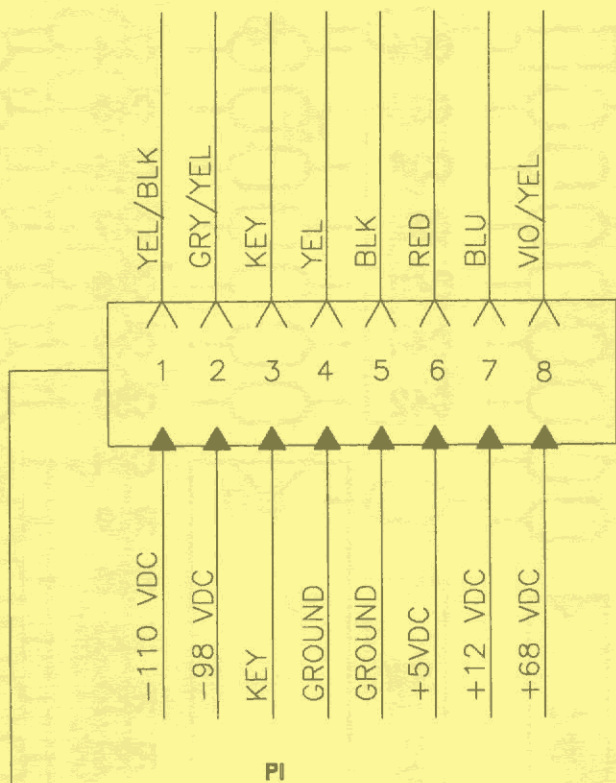 YEL/BLK
GRY/YEL
KEY
YEL
BLK
RED
BLU
VIO/YEL
1 2 3 4 5 6 7 8
-110 VDC
-98 VDC
KEY
GROUND
GROUND
+5VDC
+12 VDC
+68 VDC
PI